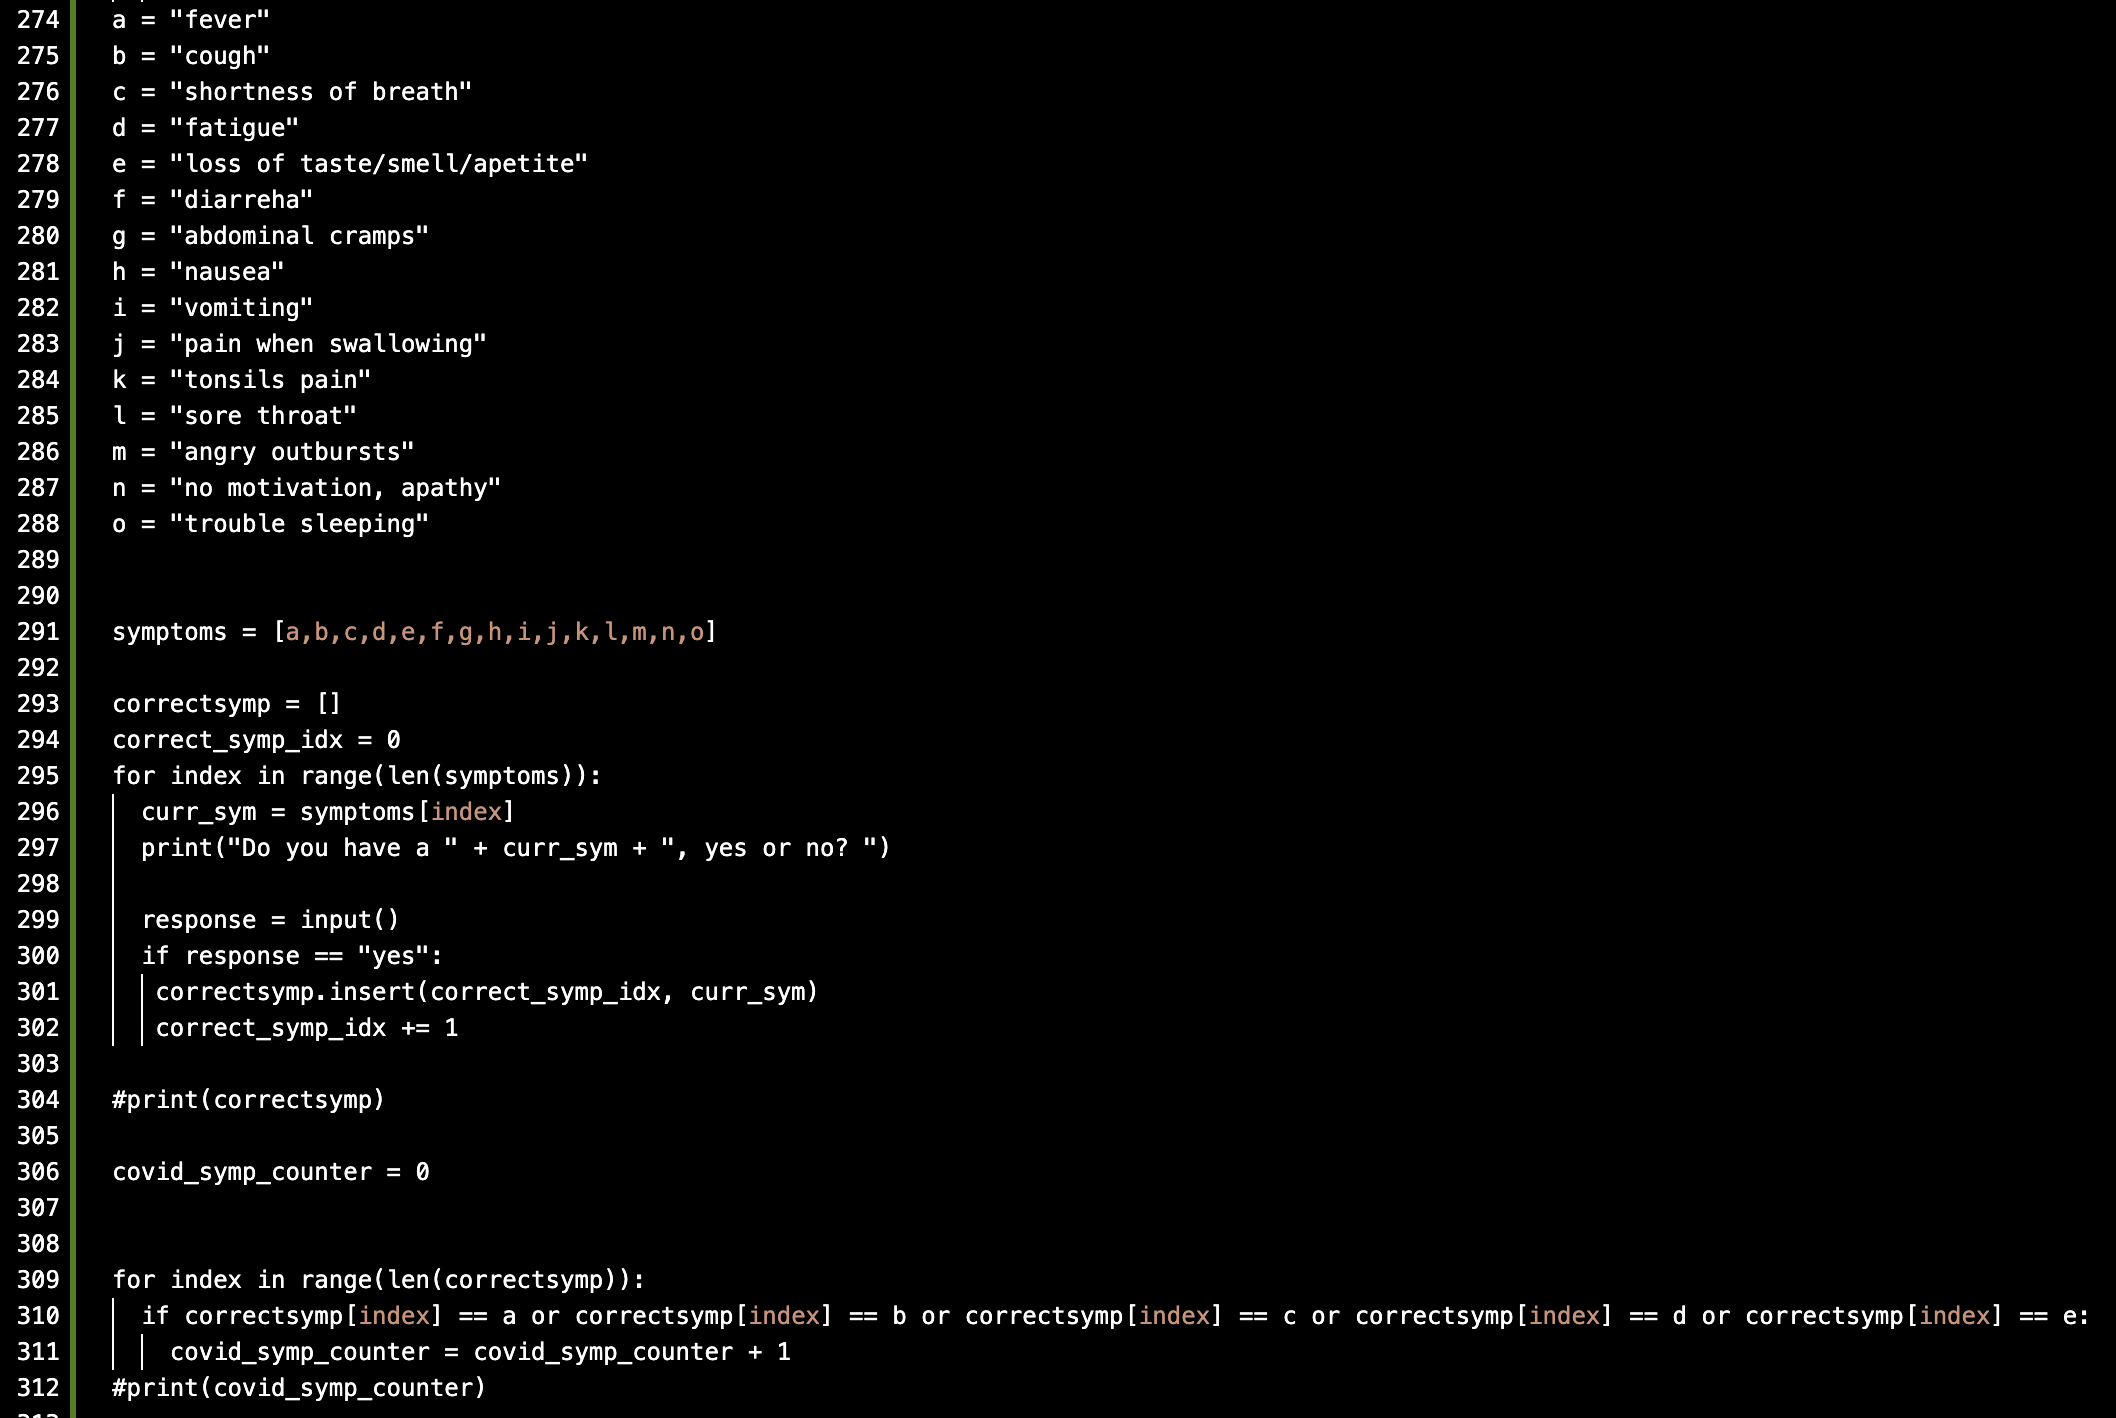 274 a = "fever"
275 b = "cough"
276 c = "shortness of breath"
277 d = "fatigue"
278 e = "loss of taste/smell/apetite"
279 f = "diarreha"
280 g = "abdominal cramps"
281 h = "nausea"
282 i = "vomiting"
283 j = "pain when swallowing"
284 k = "tonsils pain"
285 l = "sore throat"
286 m = "angry outbursts"
287 n = "no motivation, apathy"
288 o = "trouble sleeping"
289
290
291 symptoms = [a,b,c,d,e,f,g,h,i,j,k,l,m,n,o]
292
293 correctsymp = []
294 correct_symp_idx = 0
295 for index in range(len(symptoms)):
296 curr_sym = symptoms[index]
297 print("Do you have a " + curr_sym + ", yes or no? ")
298
299 response = input()
300 if response == "yes":
301 correctsymp.insert(correct_symp_idx, curr_sym)
302 correct_symp_idx += 1
303
304 #print(correctsymp)
305
306 covid_symp_counter = 0
307
308
309 for index in range(len(correctsymp)):
310 if correctsymp[index] == a or correctsymp[index] == b or correctsymp[index] == c or correctsymp[index] == d or correctsymp[index] == e:
311 covid_symp_counter = covid_symp_counter + 1
312 #print(covid_symp_counter)